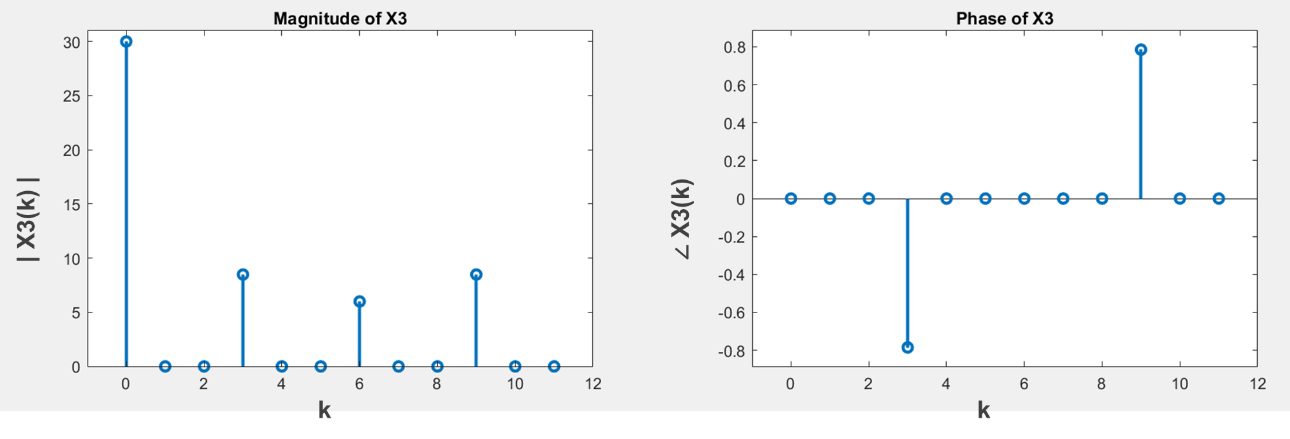 Magnitude of X3
30
25
20
15
10
5
0
0 2 4 6 8 10 12
| X3(k) |
k
Phase of X3
0.8
0.6
0.4
0.2
0
-0.2
-0.4
-0.6
-0.8
0 2 4 6 8 10 12
∠ X3(k)
k